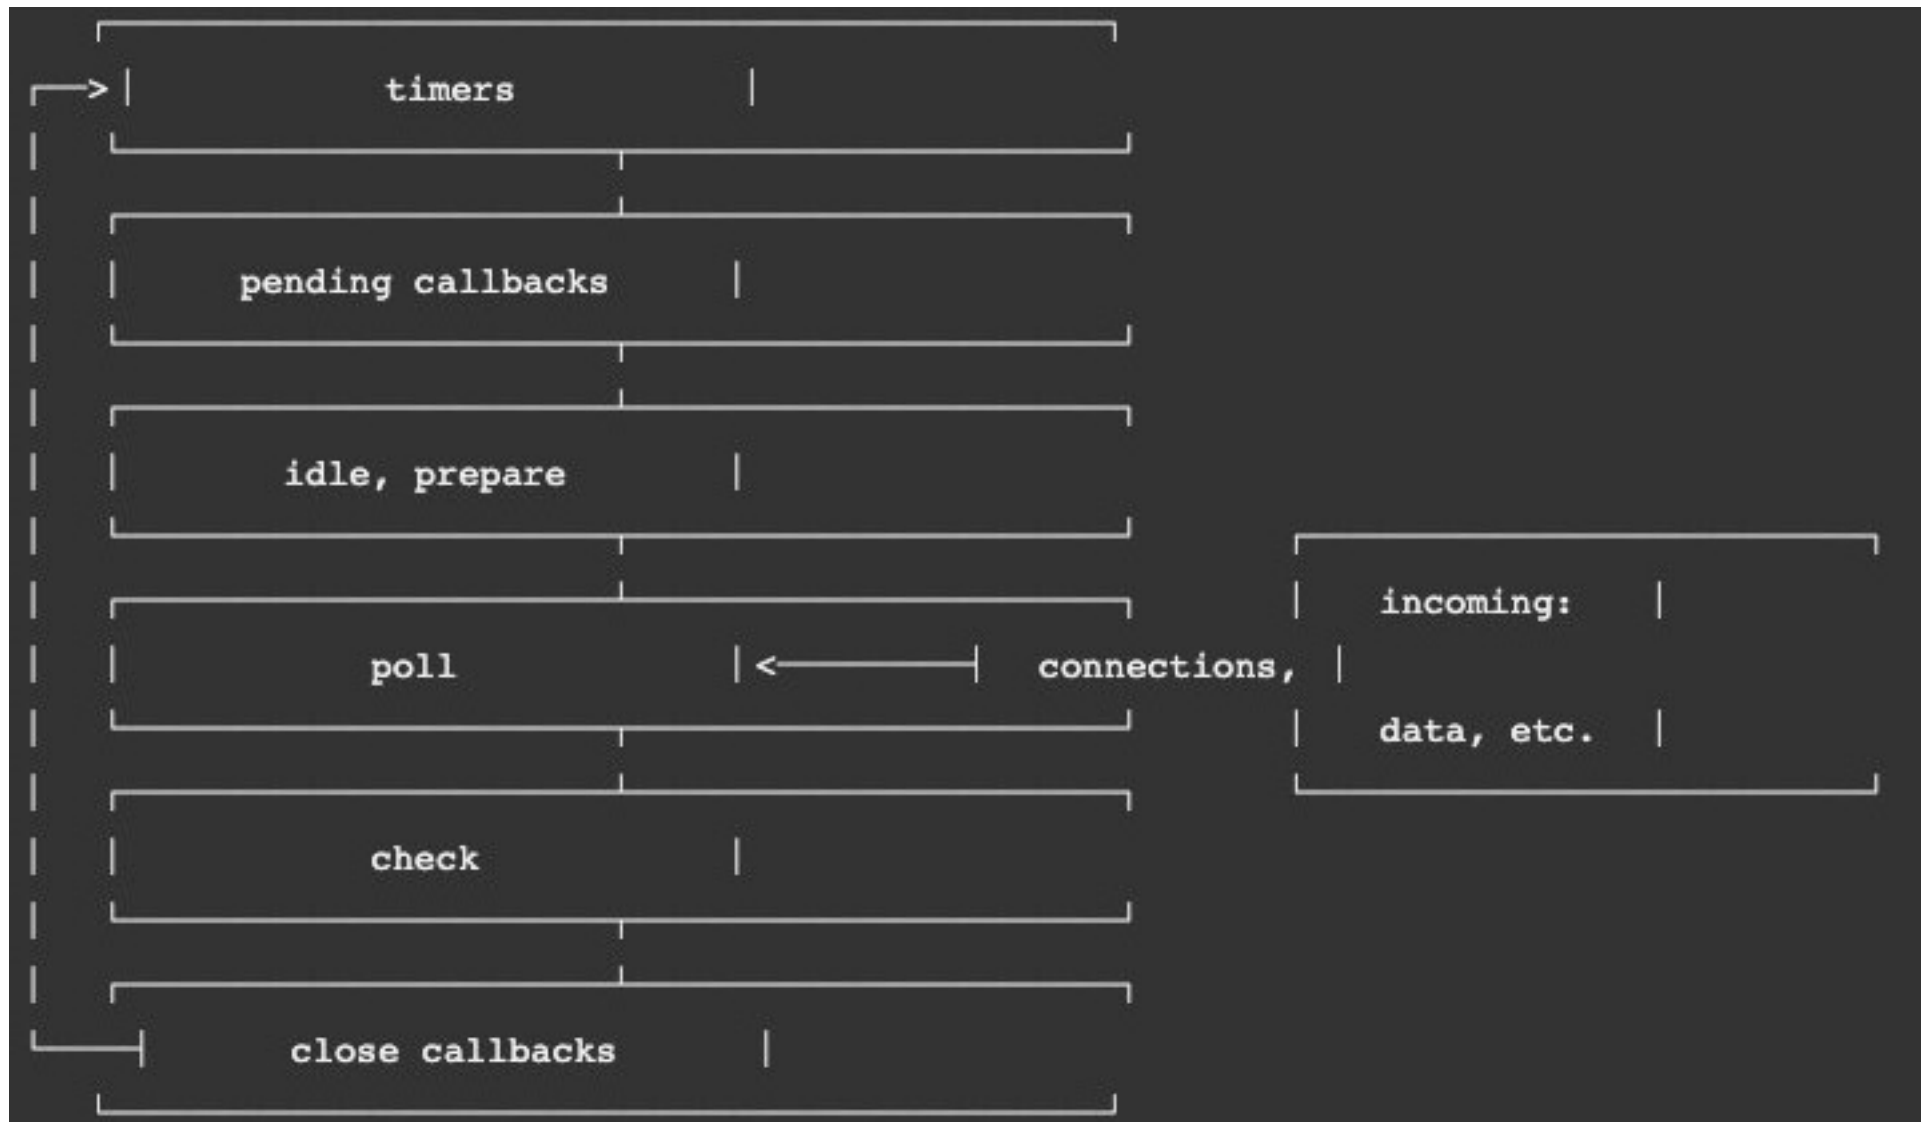 timers
pending callbacks
idle, prepare
incoming:
poll
connections,
data, etc.
check
close callbacks